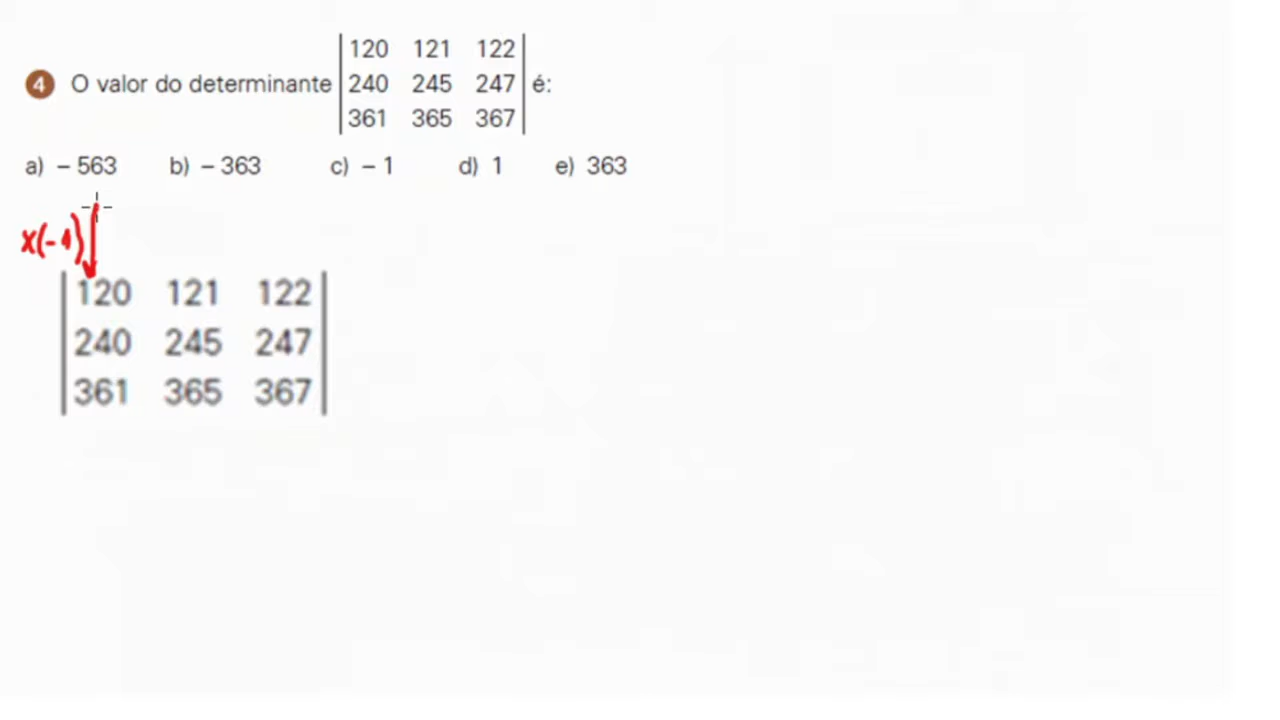 120 121 122
4 O valor do determinante 240 245 247 é:
361 365 367
a) – 563 b) – 363 c) – 1 d) 1 e) 363
x(-1)
120 121 122
240 245 247
361 365 367